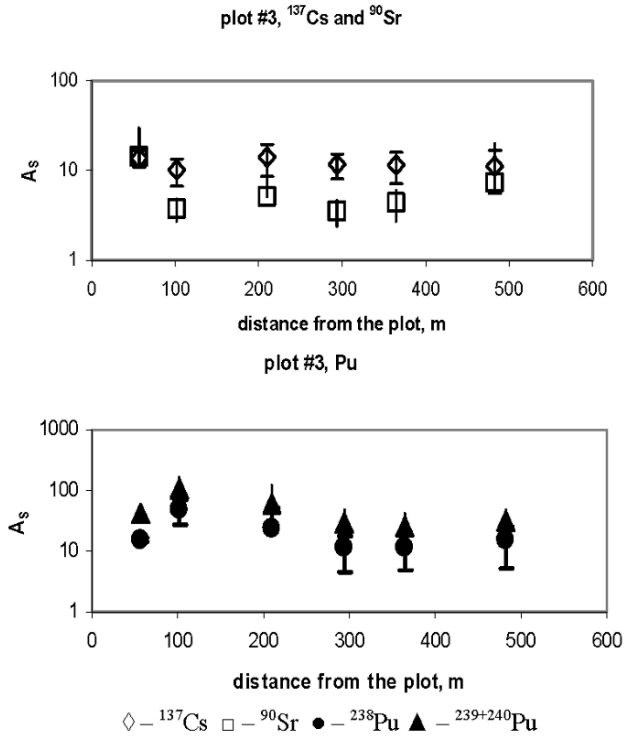 plot #3, ¹³⁷Cs and ⁹⁰Sr
100
10
1
A_S
0 100 200 300 400 500 600
distance from the plot, m
plot #3, Pu
1000
100
10
1
A_S
0 100 200 300 400 500 600
distance from the plot, m
◇ – ¹³⁷Cs □ – ⁹⁰Sr ● – ²³⁸Pu ▲ – ²³⁹⁺²⁴⁰Pu